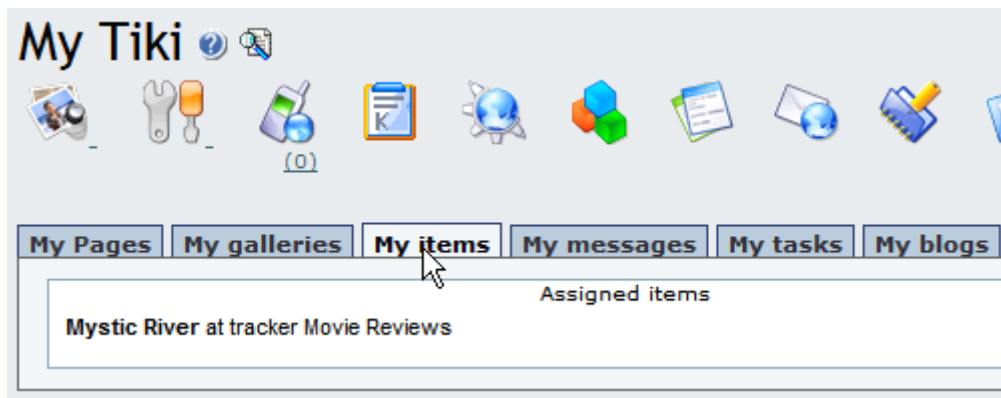 My Tiki
K
(0)
My Pages My galleries My items My messages My tasks My blogs
Assigned items
Mystic River at tracker Movie Reviews